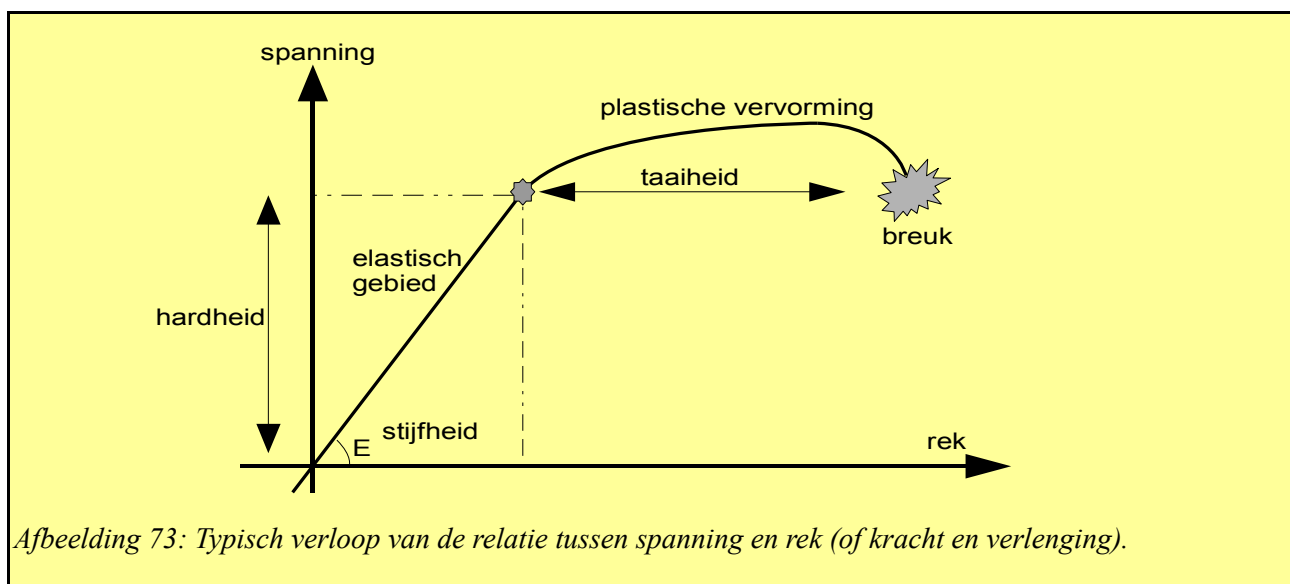 spanning
plastische vervorming
taaiheid
breuk
elastisch
gebied
hardheid
stijfheid
E
rek
Afbeelding 73: Typisch verloop van de relatie tussen spanning en rek (of kracht en verlenging).